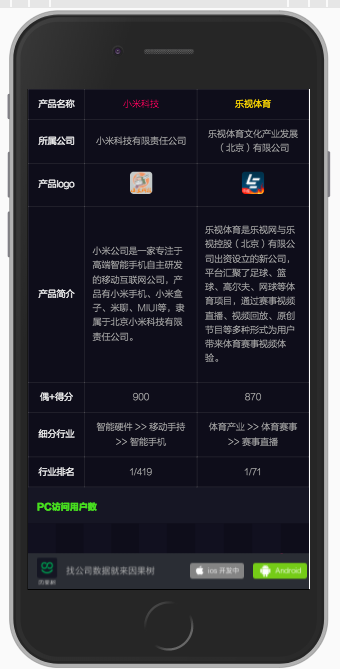 产品名称 小米科技 乐视体育
所属公司 小米科技有限责任公司 乐视体育文化产业发展
（北京）有限公司
产品logo
产品简介
小米公司是一家专注于
高端智能手机自主研发
的移动互联网公司，产
品有小米手机、小米盒
子、米聊、MIUI等，隶
属于北京小米科技有限
责任公司。
乐视体育是乐视网与乐
视控股（北京）有限公
司出资设立的新公司，
平台汇聚了足球、篮
球、高尔夫、网球等体
育项目，通过赛事视频
直播、视频回放、原创
节目等多种形式为用户
带来体育赛事视频体
验。
偶+得分 900 870
细分行业
智能硬件 >> 移动手持
>> 智能手机
体育产业 >> 体育赛事
>> 赛事直播
行业排名 1/419 1/71
PC访问用户数
因果树
找公司数据就来因果树
ios 开发中
Android